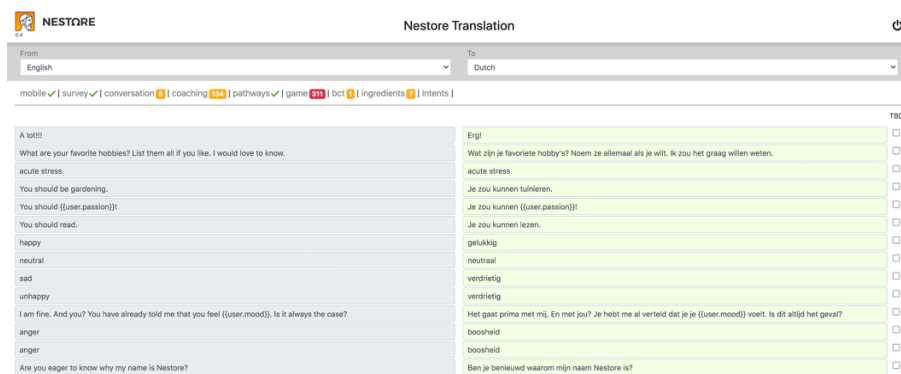 NESTORE
0.4
Nestore Translation
From
English
To
Dutch
mobile | survey | conversation 5 | coaching 134 | pathways | game 311 | bct 1 | ingredients 7 | intents |
TBD
A lot!!! Erg!
What are your favorite hobbies? List them all if you like. I would love to know. Wat zijn je favoriete hobby's? Noem ze allemaal als je wilt. Ik zou het graag willen weten.
acute stress acute stress
You should be gardening. Je zou kunnen tuinieren.
You should {{user.passion}}! Je zou kunnen {{user.passion}}!
You should read. Je zou kunnen lezen.
happy gelukkig
neutral neutraal
sad verdrietig
unhappy verdrietig
I am fine. And you? You have already told me that you feel {{user.mood}}. Is it always the case? Het gaat prima met mij. En met jou? Je hebt me al verteld dat je je {{user.mood}} voelt. Is dit altijd het geval?
anger boosheid
anger boosheid
Are you eager to know why my name is Nestore? Ben je benieuwd waarom mijn naam Nestore is?